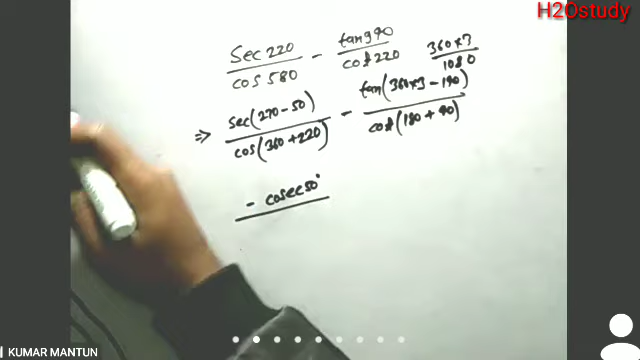 H2Ostudy
sec 220 / cos 580 - tan 990 / cot 220
360×3 / 1080
⇒ sec(270-50) / cos(360+220) - tan(360×3-190) / cot(180+40)
- cosec 50°
KUMAR MANTUN